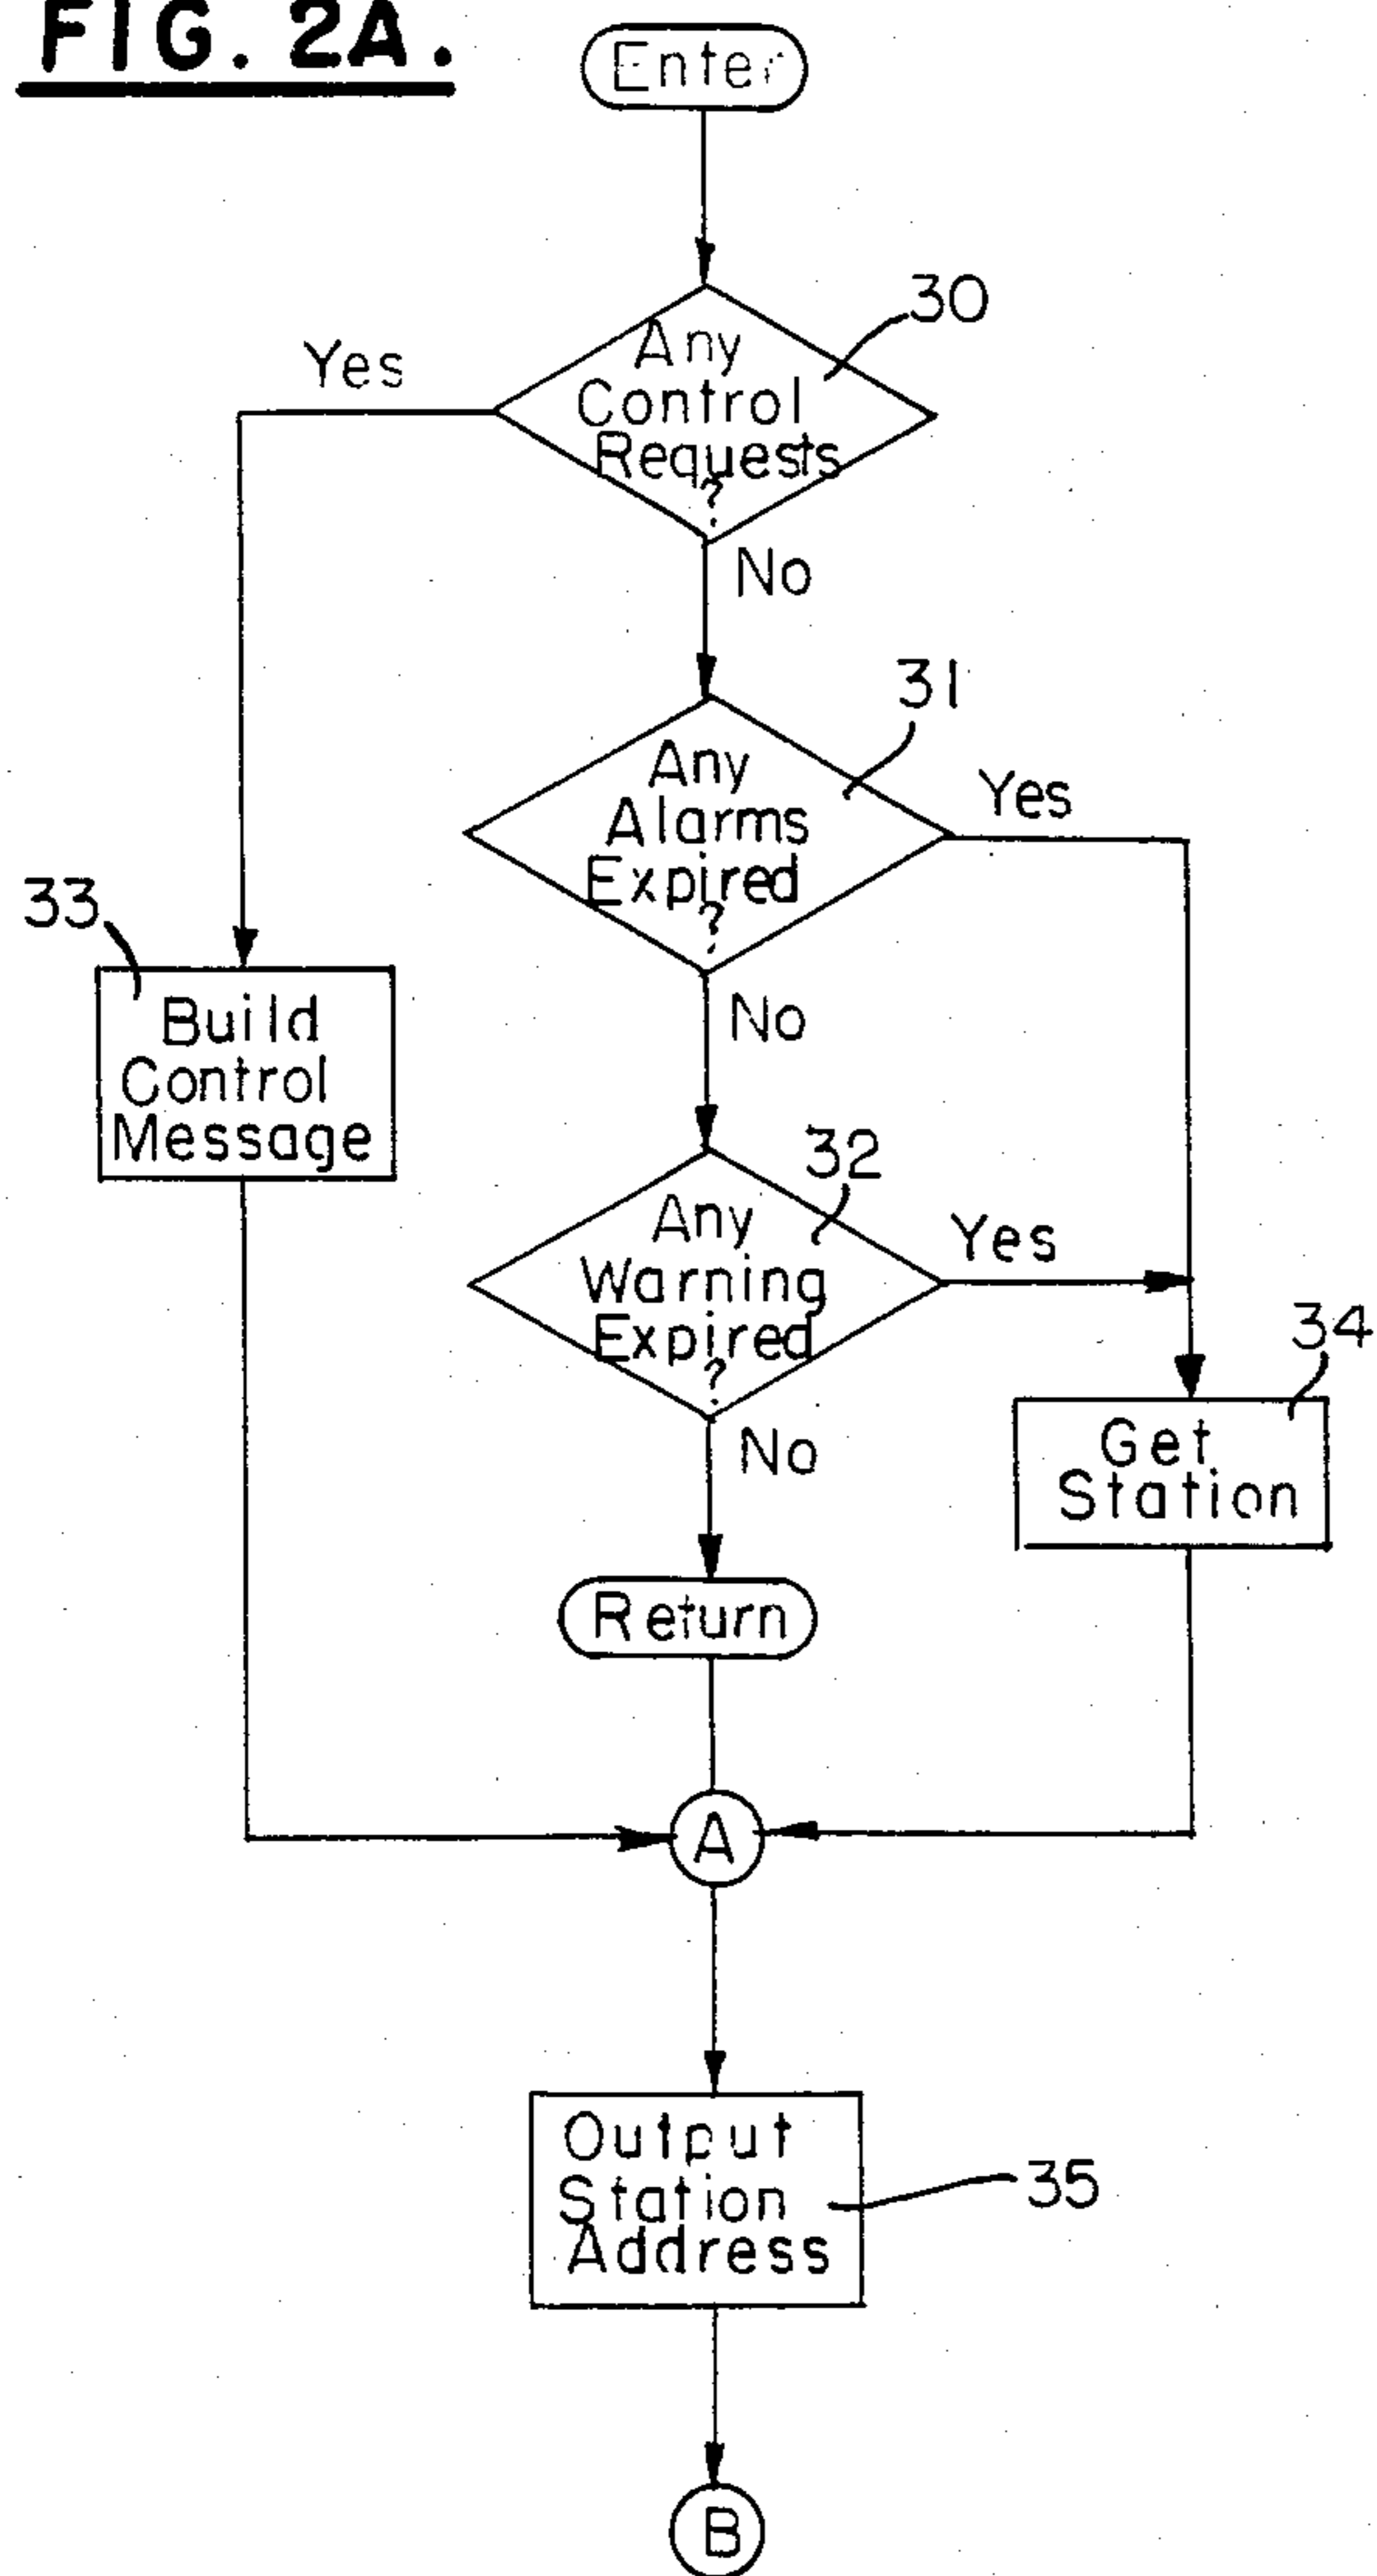 FIG. 2A.
Enter
30
Yes
Any
Control
Requests
?
No
31
Any
Alarms
Expired
?
Yes
33
No
Build
Control
Message
32
Any
Warning
Expired
?
Yes
34
No
Get
Station
Return
A
Output
Station
Address
35
B